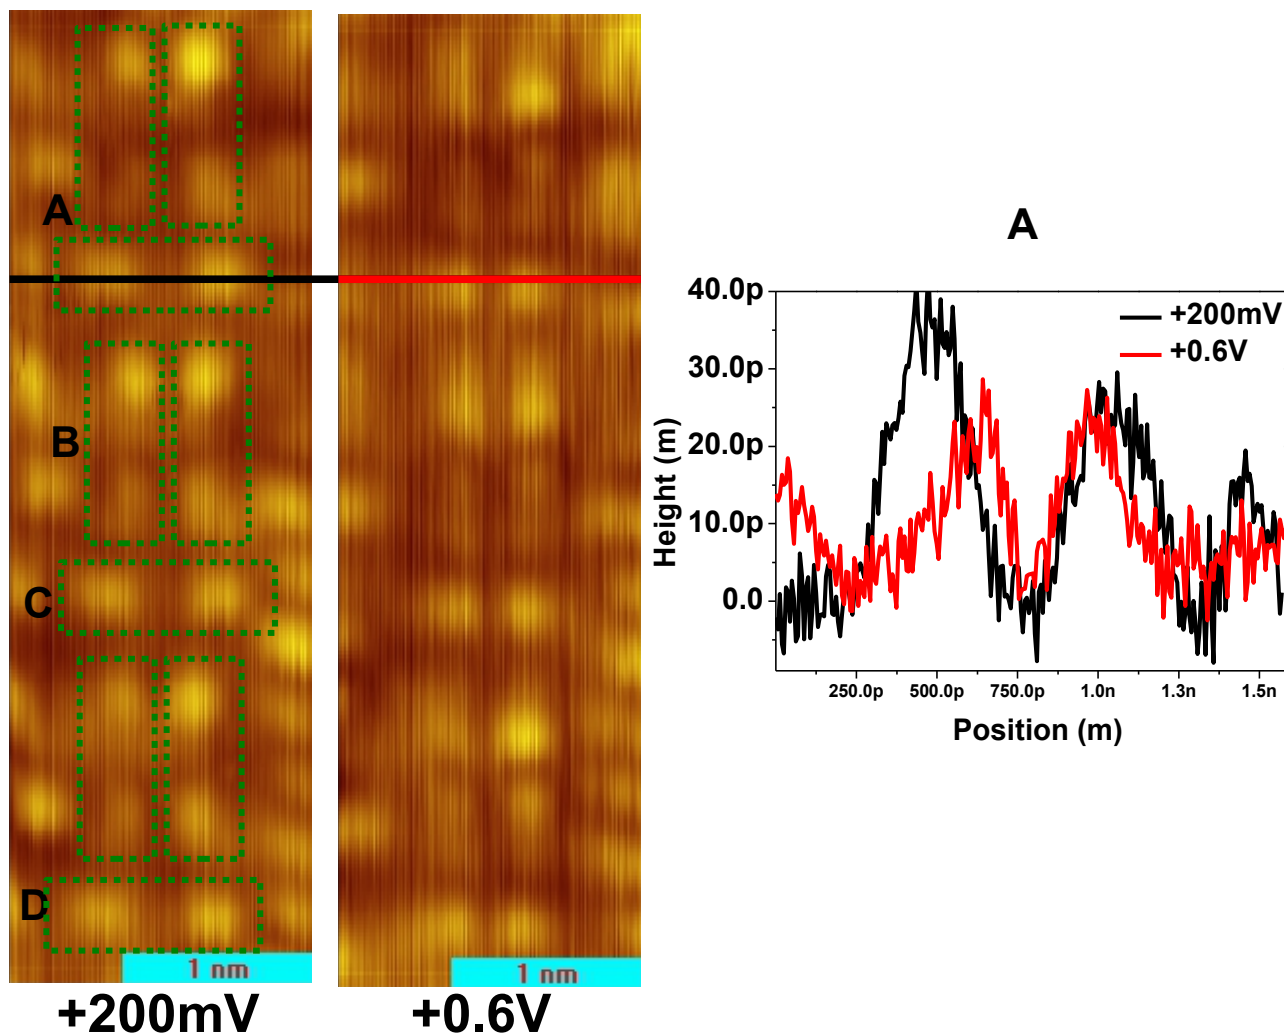 A
B
C
D
1 nm
1 nm
+200mV
+0.6V
A
+200mV
+0.6V
40.0p
30.0p
20.0p
10.0p
0.0
Height (m)
250.0p 500.0p 750.0p 1.0n 1.3n 1.5n
Position (m)